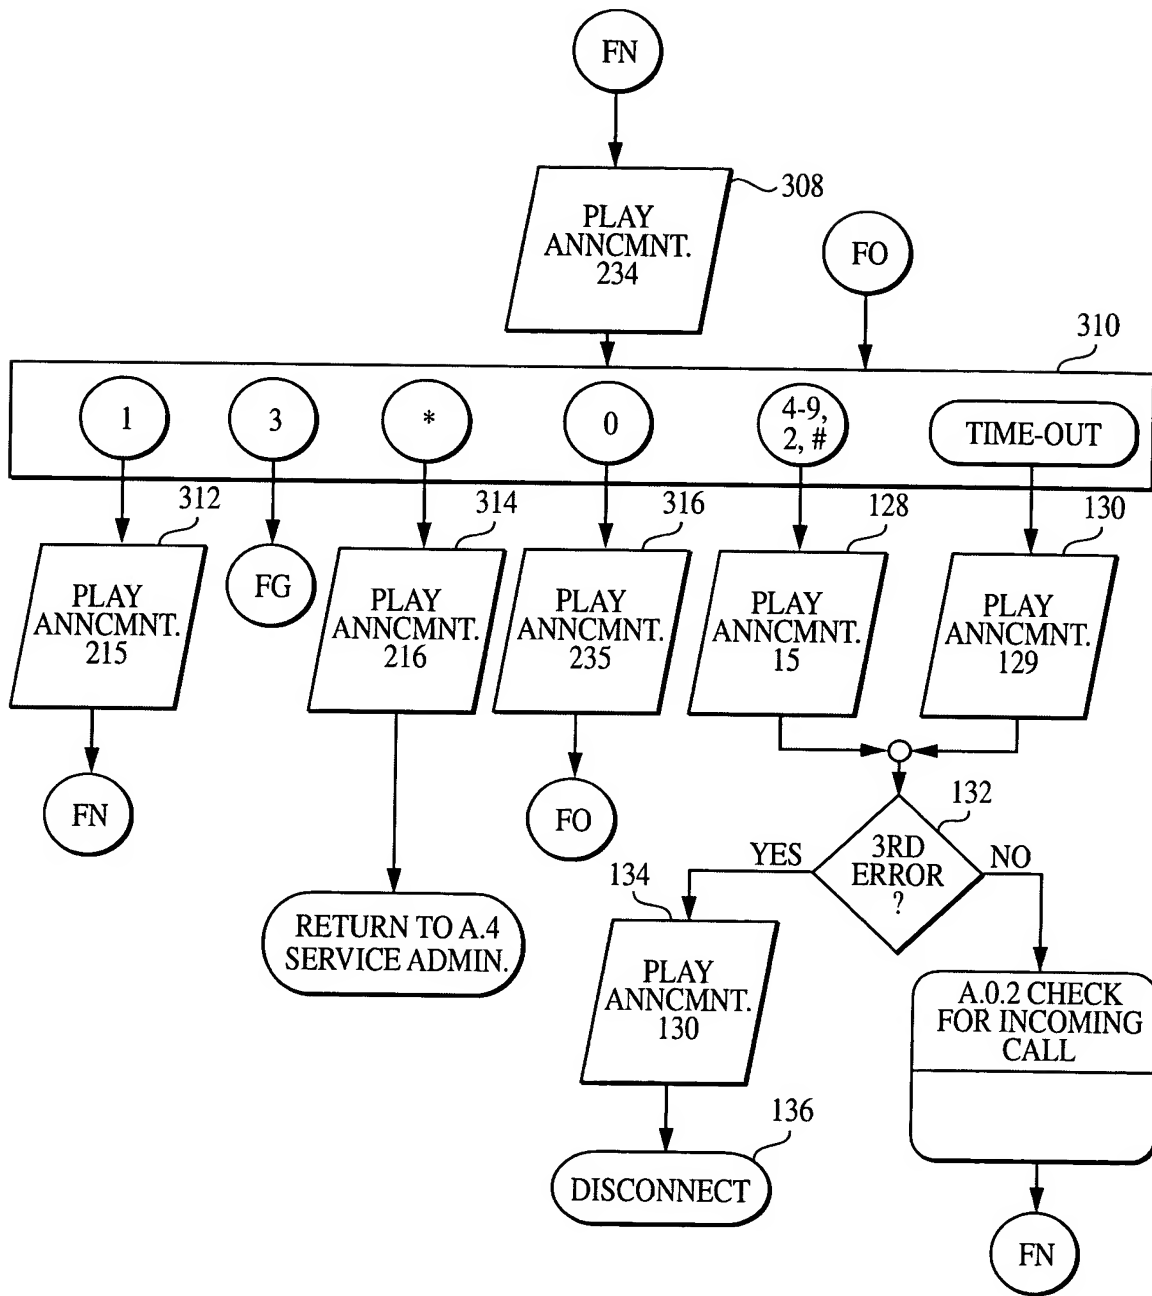 FN
308
PLAY
ANNCMNT.
234
FO
310
1
3
*
0
4-9,
2, #
TIME-OUT
312
314
316
128
130
PLAY
ANNCMNT.
215
FG
PLAY
ANNCMNT.
216
PLAY
ANNCMNT.
235
PLAY
ANNCMNT.
15
PLAY
ANNCMNT.
129
FN
FO
132
3RD
ERROR
?
YES
NO
134
RETURN TO A.4
SERVICE ADMIN.
PLAY
ANNCMNT.
130
A.0.2 CHECK
FOR INCOMING
CALL
136
DISCONNECT
FN